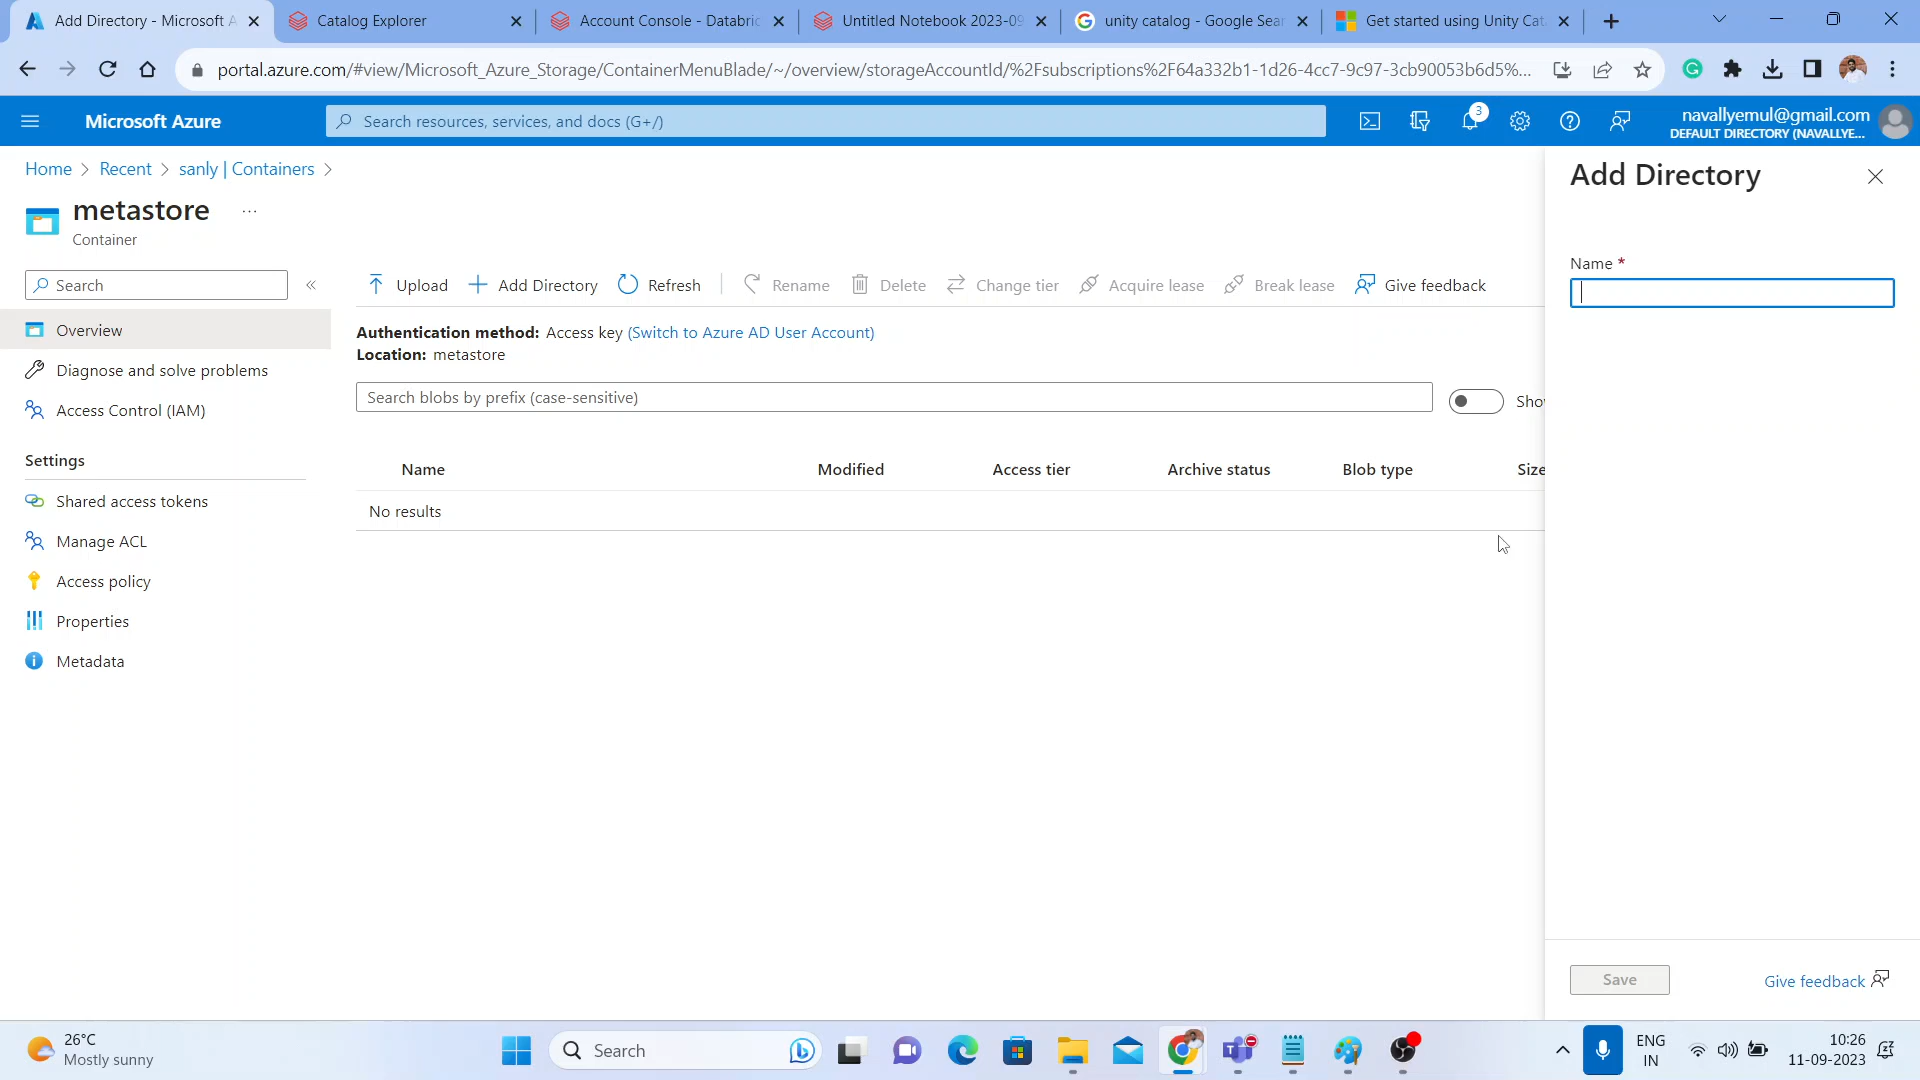 Add Directory - Microsoft A
Catalog Explorer
Account Console - Databric
Untitled Notebook 2023-09
unity catalog - Google Sear
Get started using Unity Cat
portal.azure.com/#view/Microsoft_Azure_Storage/ContainerMenuBlade/~/overview/storageAccountId/%2Fsubscriptions%2F64a332b1-1d26-4cc7-9c97-3cb90053b6d5%...
Microsoft Azure
Search resources, services, and docs (G+/)
3
navallyemul@gmail.com
DEFAULT DIRECTORY (NAVALLYE...
Home > Recent > sanly | Containers >
metastore
...
Container
Search
«
Overview
Diagnose and solve problems
Access Control (IAM)
Settings
Shared access tokens
Manage ACL
Access policy
Properties
Metadata
Upload
Add Directory
Refresh
Rename
Delete
Change tier
Acquire lease
Break lease
Give feedback
Authentication method: Access key (Switch to Azure AD User Account)
Location: metastore
Search blobs by prefix (case-sensitive)
Show
Name
Modified
Access tier
Archive status
Blob type
Size
No results
Add Directory
Name *
Save
Give feedback
26°C
Mostly sunny
Search
ENG
IN
10:26
11-09-2023